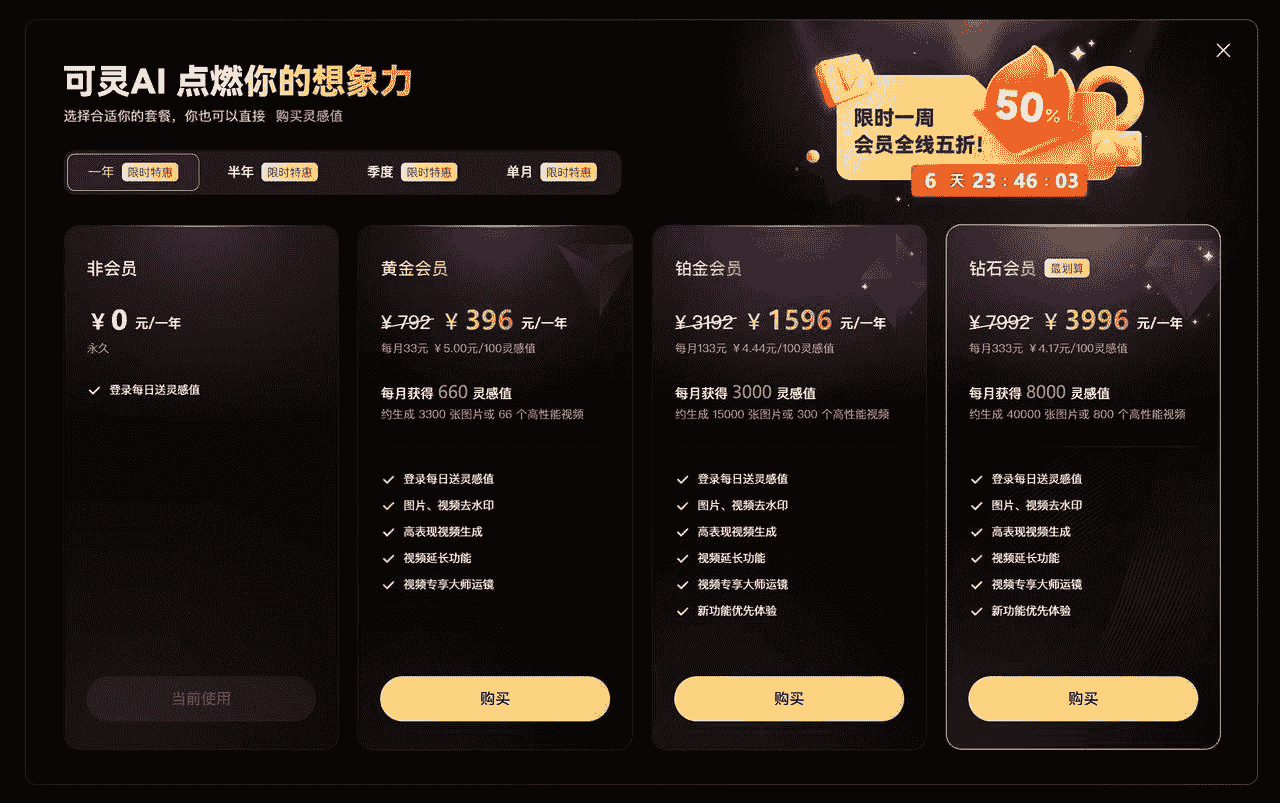 可灵AI 点燃你的想象力
选择合适你的套餐，你也可以直接 购买灵感值
限时一周
会员全线五折！
50%
6 天 23 : 46 : 03
一年 限时特惠 半年 限时特惠 季度 限时特惠 单月 限时特惠
非会员
¥ 0 元/一年
永久
登录每日送灵感值
当前使用
黄金会员
¥ 792 ¥ 396 元/一年
每月33元 ¥5.00元/100灵感值
每月获得 660 灵感值
约生成 3300 张图片或 66 个高性能视频
登录每日送灵感值
图片、视频去水印
高表现视频生成
视频延长功能
视频专享大师运镜
购买
铂金会员
¥ 3192 ¥ 1596 元/一年
每月133元 ¥4.44元/100灵感值
每月获得 3000 灵感值
约生成 15000 张图片或 300 个高性能视频
登录每日送灵感值
图片、视频去水印
高表现视频生成
视频延长功能
视频专享大师运镜
新功能优先体验
购买
钻石会员 最划算
¥ 7992 ¥ 3996 元/一年
每月333元 ¥4.17元/100灵感值
每月获得 8000 灵感值
约生成 40000 张图片或 800 个高性能视频
登录每日送灵感值
图片、视频去水印
高表现视频生成
视频延长功能
视频专享大师运镜
新功能优先体验
购买